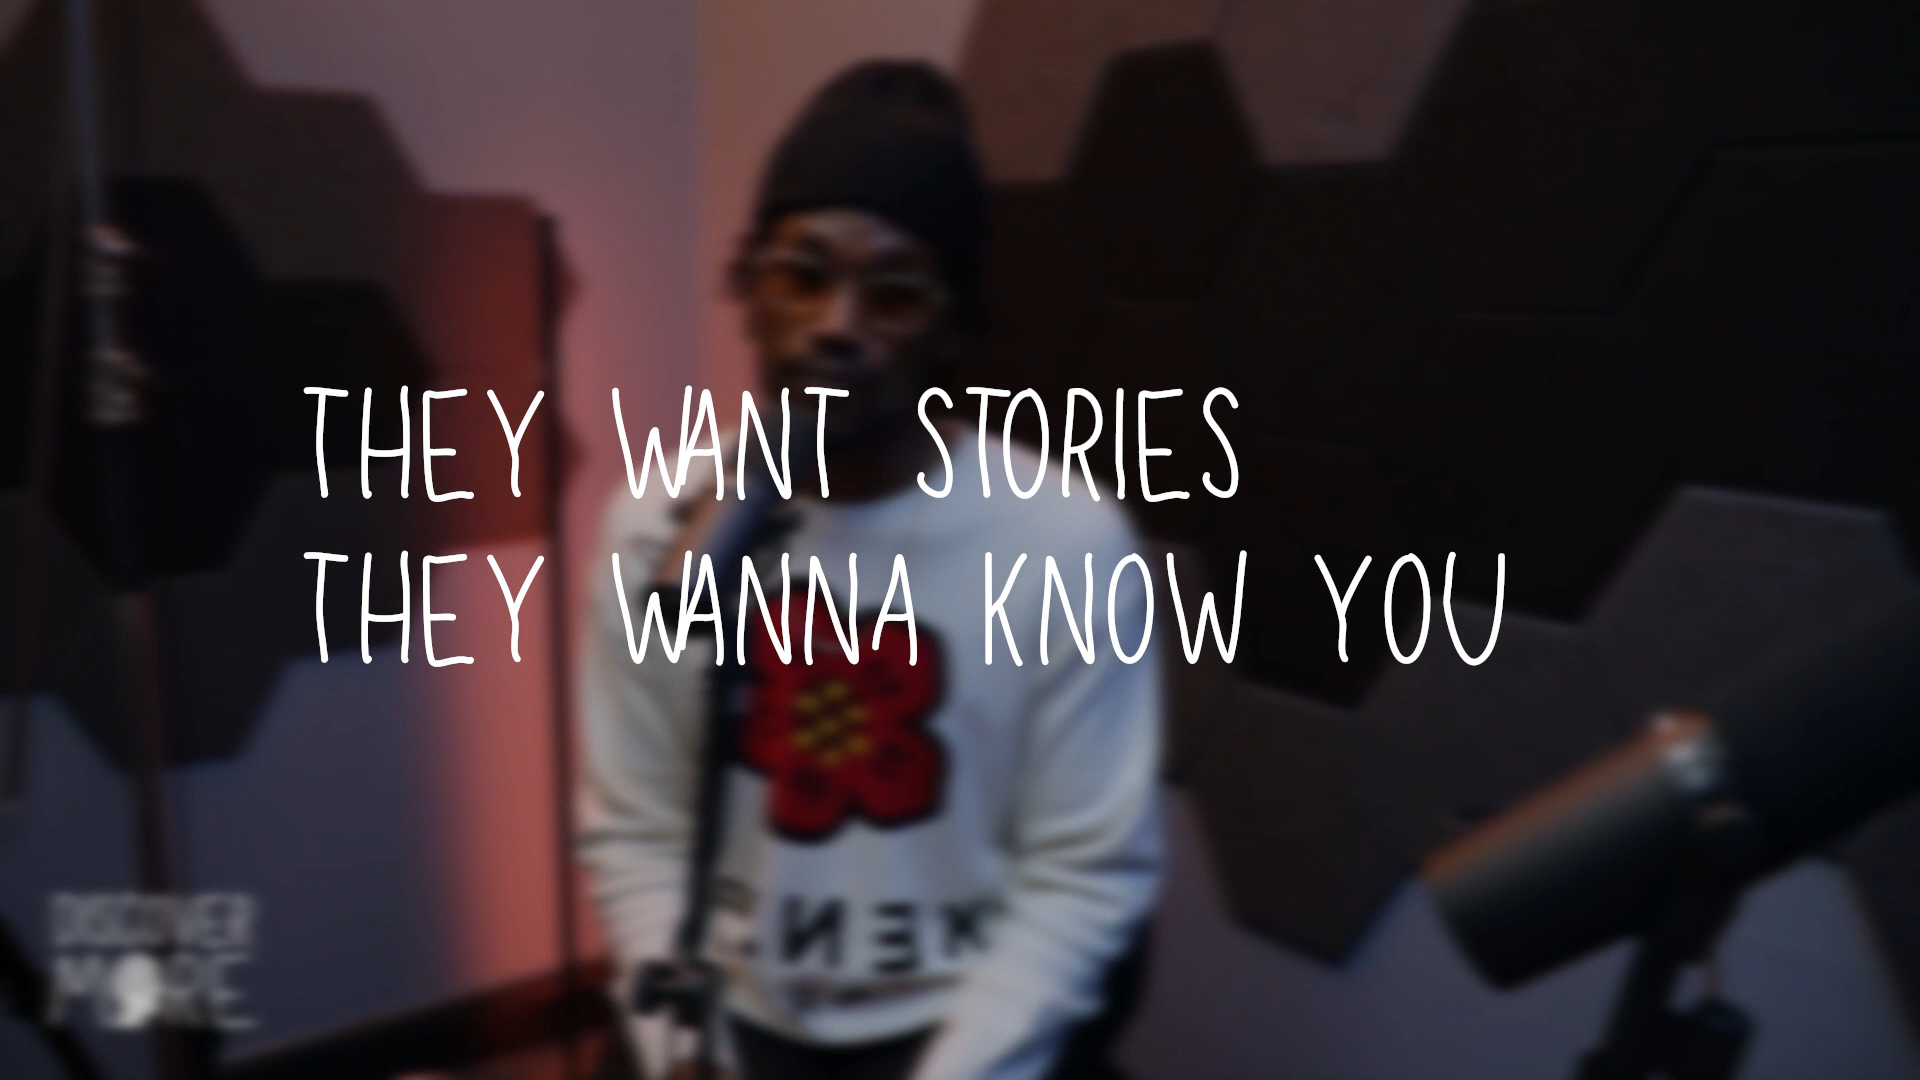 THEY WANT STORIES
THEY WANNA KNOW YOU
DISCOVER
MORE